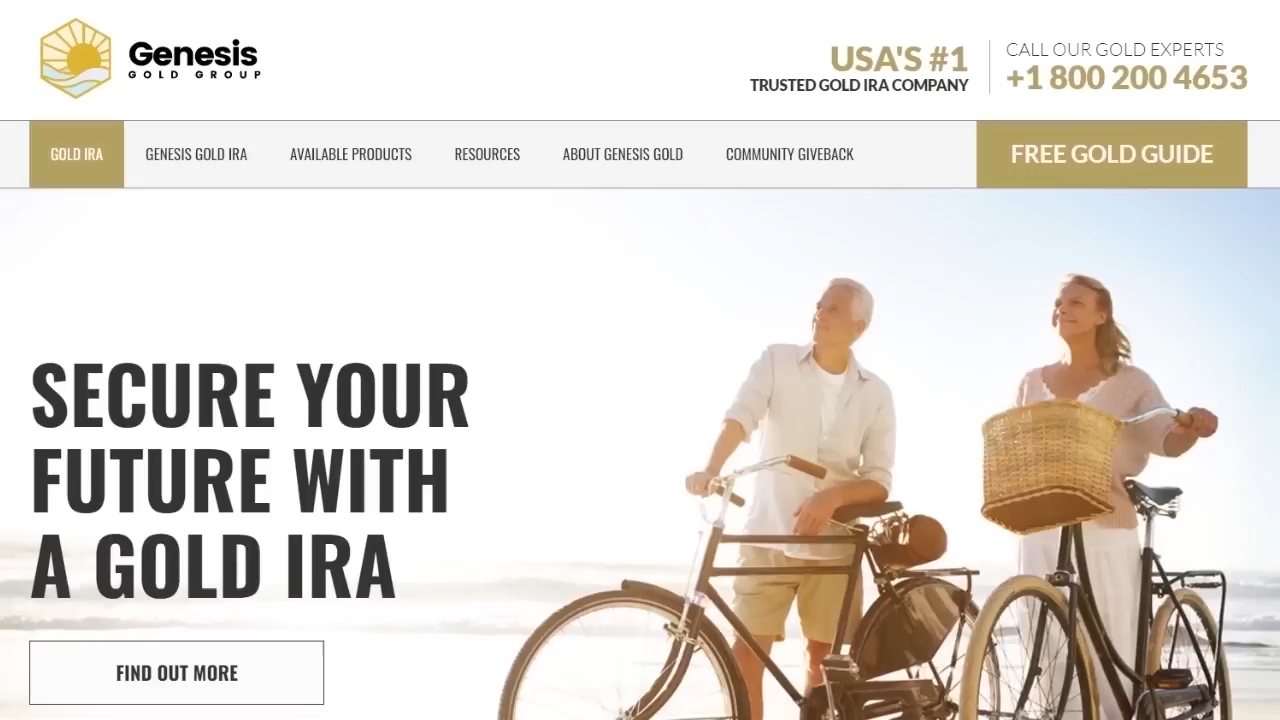 Genesis
GOLD GROUP
USA'S #1
TRUSTED GOLD IRA COMPANY
CALL OUR GOLD EXPERTS
+1 800 200 4653
GOLD IRA
GENESIS GOLD IRA
AVAILABLE PRODUCTS
RESOURCES
ABOUT GENESIS GOLD
COMMUNITY GIVEBACK
FREE GOLD GUIDE
SECURE YOUR
FUTURE WITH
A GOLD IRA
FIND OUT MORE